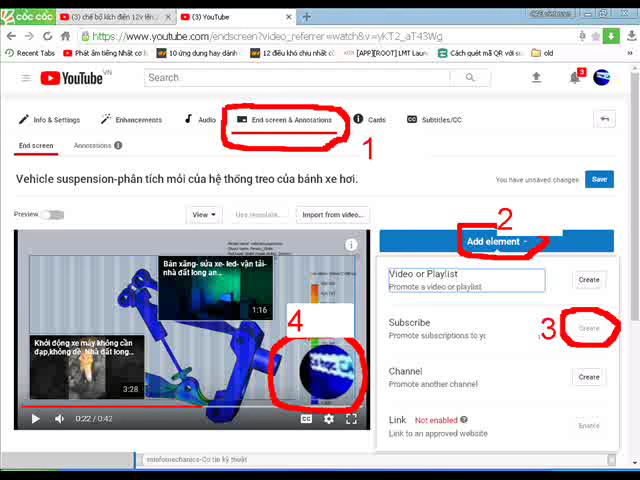 CỐC CỐC
(3) chế bộ kích điện 12v lên
(3) YouTube
https://www.youtube.com/endscreen?video_referrer=watch&v=yKT2_aT43Wg
Recent Tabs
Phát âm tiếng Nhật cơ
10 ứng dụng hay dành
12 điều khó chịu nhất c
[APP][ROOT] LMT Laun
Cách quét mã QR với su
old
YouTube VN
Search
3
Info & Settings
Enhancements
Audio
End screen & Annotations
Cards
CC Subtitles/CC
1
End screen
Annotations
Vehicle suspension-phân tích mỏi của hệ thống treo của bánh xe hơi.
You have unsaved changes
Save
2
Preview
View
Use template...
Import from video...
Add element
Bán xăng- sửa xe- led- vận tải- nhà đất long an...
1:16
Video or Playlist
Promote a video or playlist
Create
4
3
Subscribe
Promote subscriptions to yo
Create
Khởi động xe máy không cần đạp,không đề. Nhà đất long...
3:28
Channel
Promote another channel
Create
0:22 / 0:42
CC
Link Not enabled
Link to an approved website
Enable